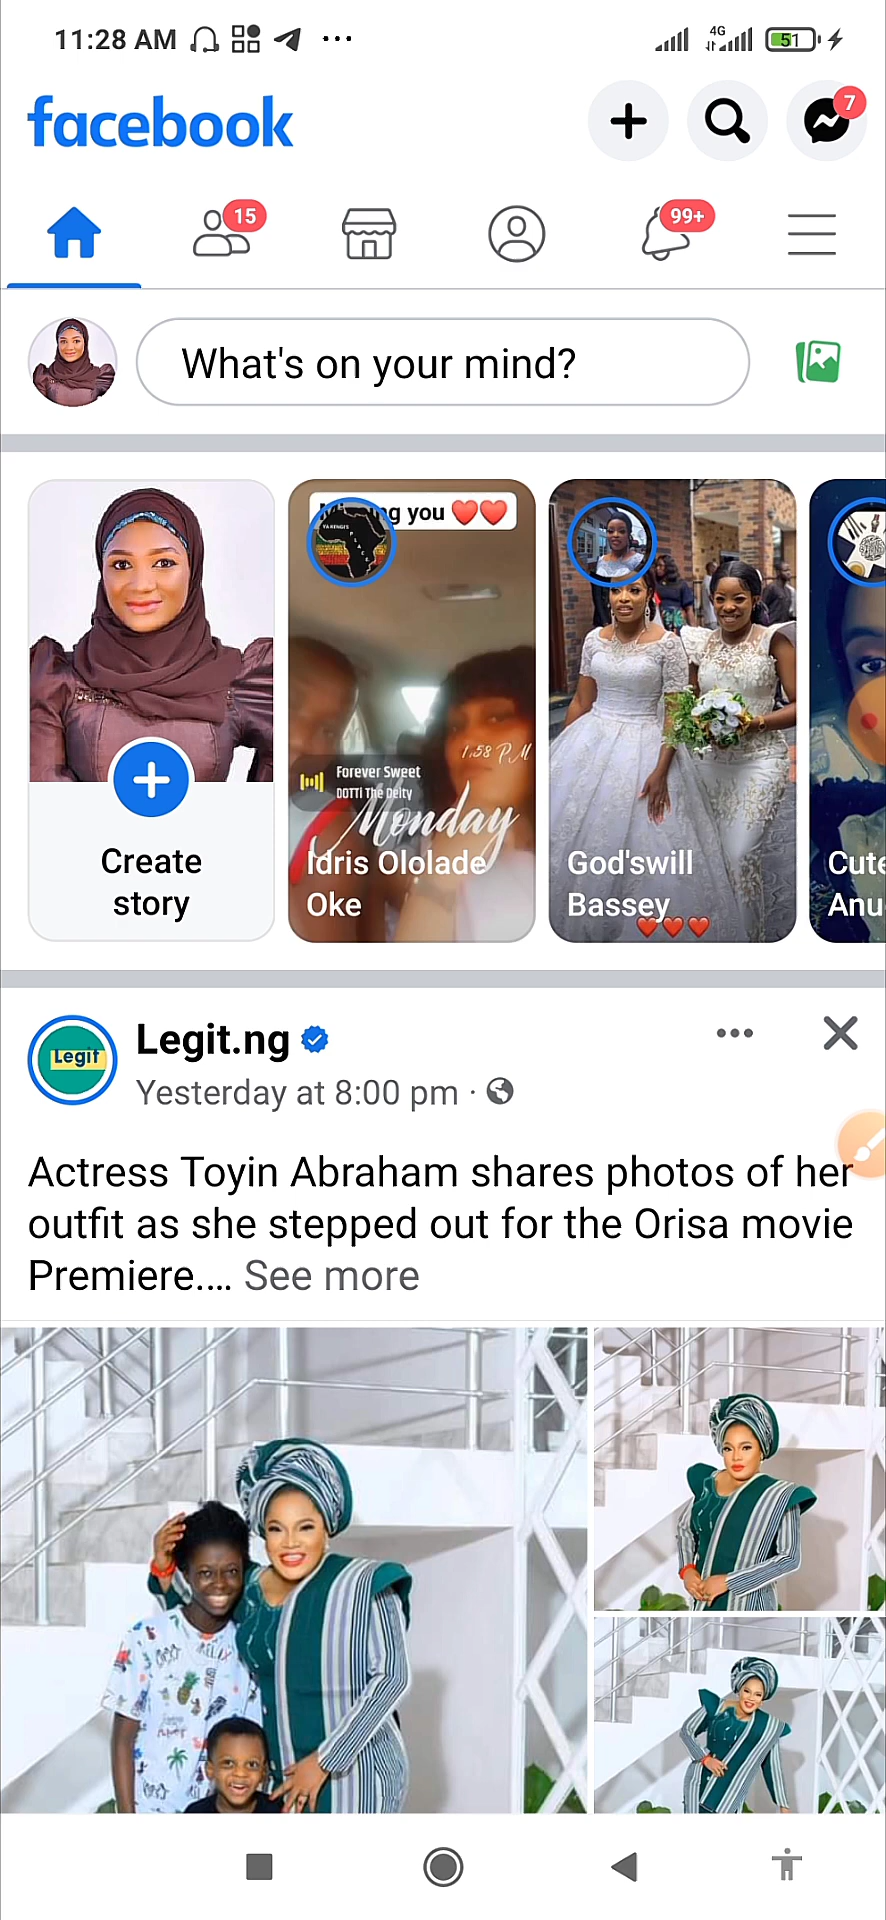 11:28 AM
4G
51
facebook
7
15
99+
What's on your mind?
Create
story
you
1:58 PM
Forever Sweet
DOTTi The Deity
Monday
Idris Ololade
Oke
God'swill
Bassey
Cute
Anu
Legit
Legit.ng
Yesterday at 8:00 pm ·
Actress Toyin Abraham shares photos of her
outfit as she stepped out for the Orisa movie
Premiere.... See more